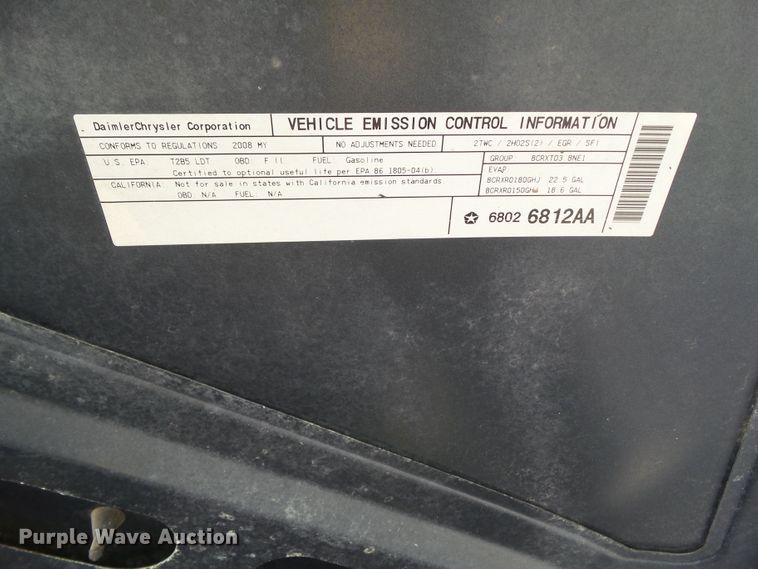 DaimlerChrysler Corporation VEHICLE EMISSION CONTROL INFORMATION
CONFORMS TO REGULATIONS 2008 MY NO ADJUSTMENTS NEEDED 2TWC / 2HO2S(2) / EGR / SFI
U.S. EPA: T2B5 LDT OBD: F II FUEL: Gasoline GROUP: 8CRXT03.8NE1
Certified to optional useful life per EPA 86.1805-04(b). EVAP:
CALIFORNIA: Not for sale in states with California emission standards. 8CRXR0180GHJ 22.5 GAL
OBD: N/A FUEL: N/A 8CRXR0150GHW 18.6 GAL
6802 6812AA
Purple Wave Auction®